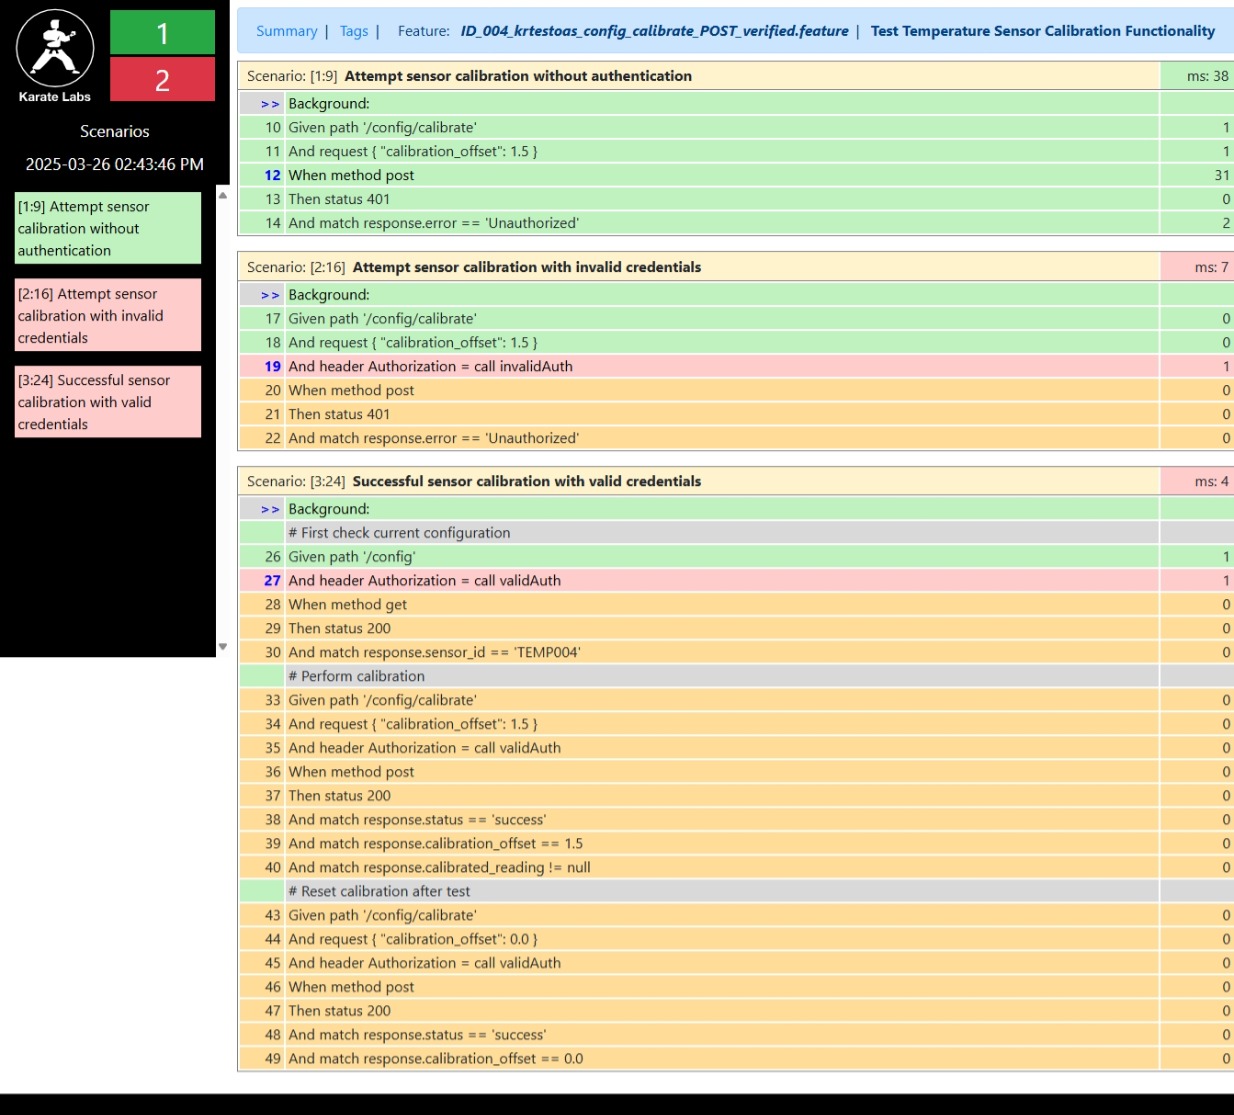 Karate Labs
1
2
Scenarios
2025-03-26 02:43:46 PM
[1:9] Attempt sensor
calibration without
authentication
[2:16] Attempt sensor
calibration with invalid
credentials
[3:24] Successful sensor
calibration with valid
credentials
Summary | Tags | Feature: ID_004_krtestoas_config_calibrate_POST_verified.feature | Test Temperature Sensor Calibration Functionality
Scenario: [1:9] Attempt sensor calibration without authentication ms: 38
>> Background:
10 Given path '/config/calibrate' 1
11 And request { "calibration_offset": 1.5 } 1
12 When method post 31
13 Then status 401 0
14 And match response.error == 'Unauthorized' 2
Scenario: [2:16] Attempt sensor calibration with invalid credentials ms: 7
>> Background:
17 Given path '/config/calibrate' 0
18 And request { "calibration_offset": 1.5 } 0
19 And header Authorization = call invalidAuth 1
20 When method post 0
21 Then status 401 0
22 And match response.error == 'Unauthorized' 0
Scenario: [3:24] Successful sensor calibration with valid credentials ms: 4
>> Background:
# First check current configuration
26 Given path '/config' 1
27 And header Authorization = call validAuth 1
28 When method get 0
29 Then status 200 0
30 And match response.sensor_id == 'TEMP004' 0
# Perform calibration
33 Given path '/config/calibrate' 0
34 And request { "calibration_offset": 1.5 } 0
35 And header Authorization = call validAuth 0
36 When method post 0
37 Then status 200 0
38 And match response.status == 'success' 0
39 And match response.calibration_offset == 1.5 0
40 And match response.calibrated_reading != null 0
# Reset calibration after test
43 Given path '/config/calibrate' 0
44 And request { "calibration_offset": 0.0 } 0
45 And header Authorization = call validAuth 0
46 When method post 0
47 Then status 200 0
48 And match response.status == 'success' 0
49 And match response.calibration_offset == 0.0 0